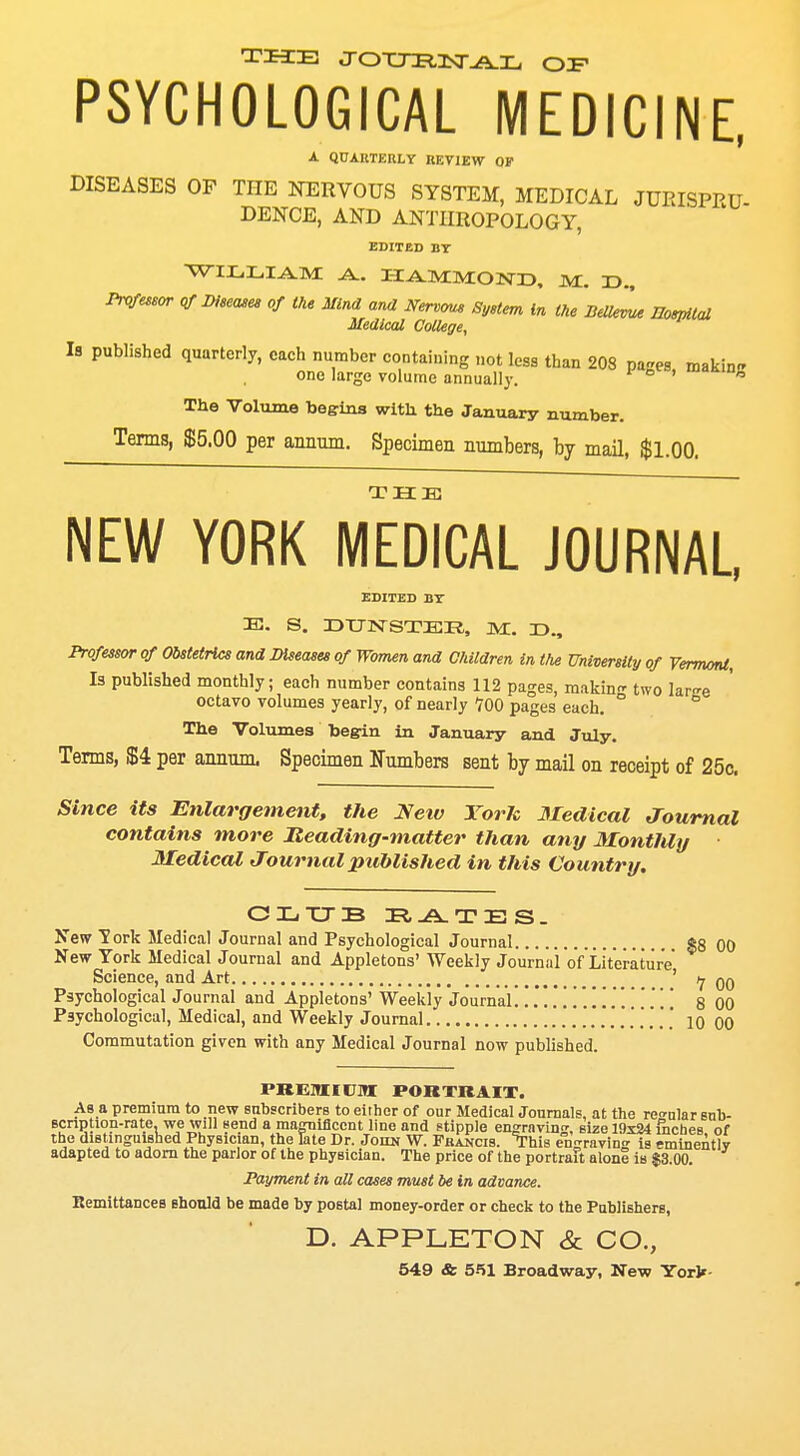 THE JOURNAL OF
PSYCHOLOGICAL MEDICINE,
A QUARTERLY REVIEW OF
DISEASES OF THE NERVOUS SYSTEM, MEDICAL JURISPRU-
DENCE, AND ANTHROPOLOGY,
EDITED BY
WILLIAM A. HAMMOND, M. D.,
Professor of Diseases of the Mind and Nervous System in the Bellevue Hospital
Medical College,
Is published quarterly, each number containing not less than 208 pages, making
one large volume annually.
The Volume begins with the January number.
Terms, $5.00 per annum. Specimen numbers, by mail, $1.00.
THE
NEW YORK MEDICAL JOURNAL,
EDITED BY
E. S. DUNSTER, M. D.,
Professor of Obstetrics and Diseases of Women and Children in the University of Vermont,
Is published monthly; each number contains 112 pages, making two large
octavo volumes yearly, of nearly 700 pages each.
The Volumes begin in January and July.
Terms, $4 per annum. Specimen Numbers sent by mail on receipt of 25c.
Since its Enlargement, the New York Medical Journal
contains more Reading-matter than any Monthly
Medical Journal published in this Country.
CLUB RATES.
New York Medical Journal and Psychological Journal.............. $8 00
New York Medical Journal and Appletons' Weekly Journal of Literature,
Science, and Art.............. 7 00
Psychological Journal and Appletons' Weekly Journal.............. 8 00
Psychological, Medical, and Weekly Journal.............. 10 00
Commutation given with any Medical Journal now published.
PREMIUM PORTRAIT.
As a premium to new subscribers to either of our Medical Journals, at the regular sub-
scription-rate, we will send a magnificent line and stipple engraving, size 19x24 inches, of
the distinguished Physician, the late Dr. JOHN W. FRANCIS. This engraving is eminently
adapted to adorn the parlor of the physician. The price of the portrait alone is $3.00.
Payment in all cases must be in advance.
Remittances should be made by postal money-order or check to the Publishers,
D. APPLETON & CO.,
549 & 551 Broadway, New York.